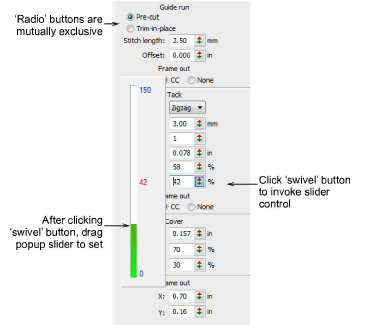 Guide run
'Radio' buttons are
mutually exclusive
Pre-cut
Trim-in-place
Stitch length: 2.50 mm
Offset: 0.000 in
Frame out
CC None
150
Tack
Zigzag
3.00 mm
1
0.078 in
58 %
42
42 %
Click 'swivel' button
to invoke slider
control
ame out
CC None
After clicking
'swivel' button, drag
popup slider to set
Cover
0.157 in
70 %
30 %
0
ame out
X: 0.70 in
Y: 0.16 in